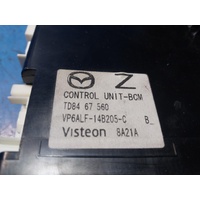 Z
CONTROL UNIT-BCM
TD84 67 560
VP6ALF-14B205-C B
Visteon 8A21A